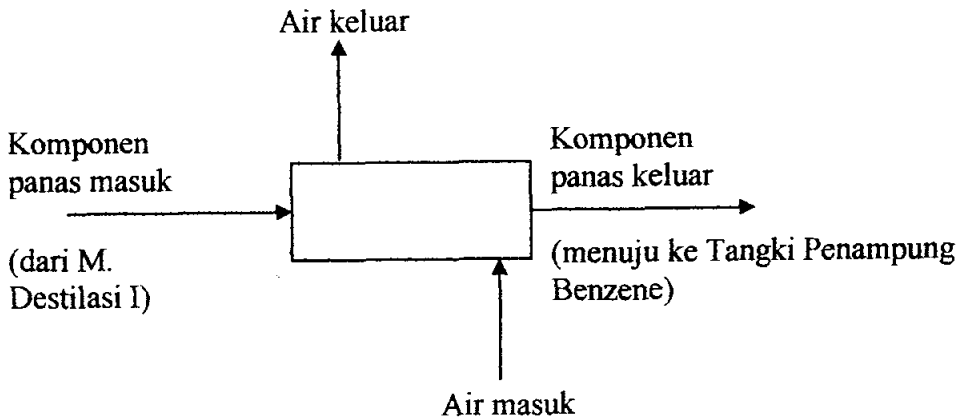 Air keluar
Komponen
panas masuk
(dari M.
Destilasi I)
Komponen
panas keluar
(menuju ke Tangki Penampung
Benzene)
Air masuk